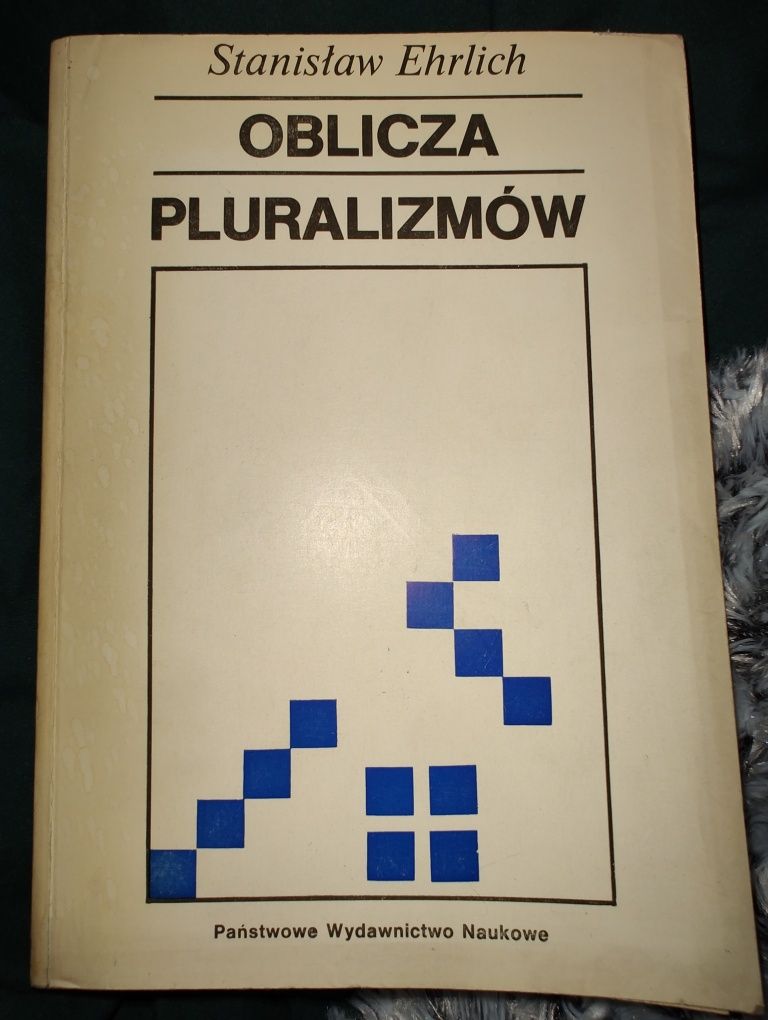 Stanisław Ehrlich
OBLICZA
PLURALIZMÓW
Państwowe Wydawnictwo Naukowe